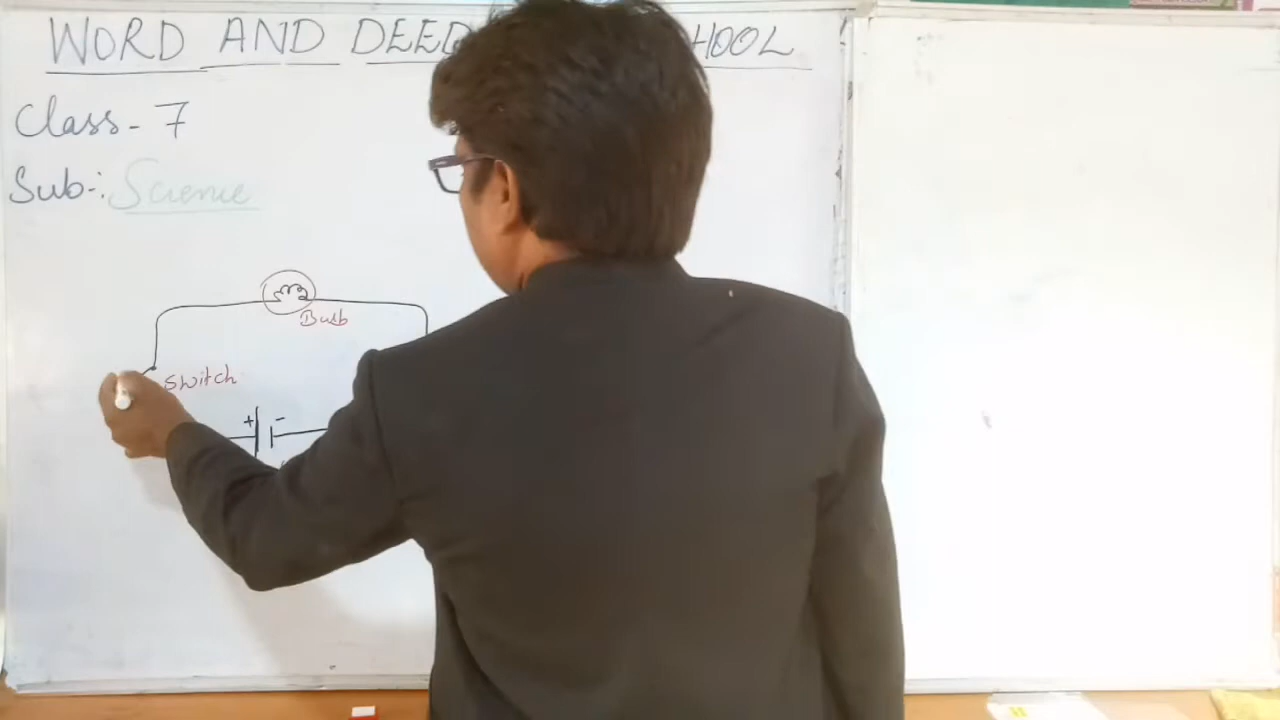 WORD AND DEED HOOL
Class - 7
Sub-: Science
Bulb
Switch
+ -